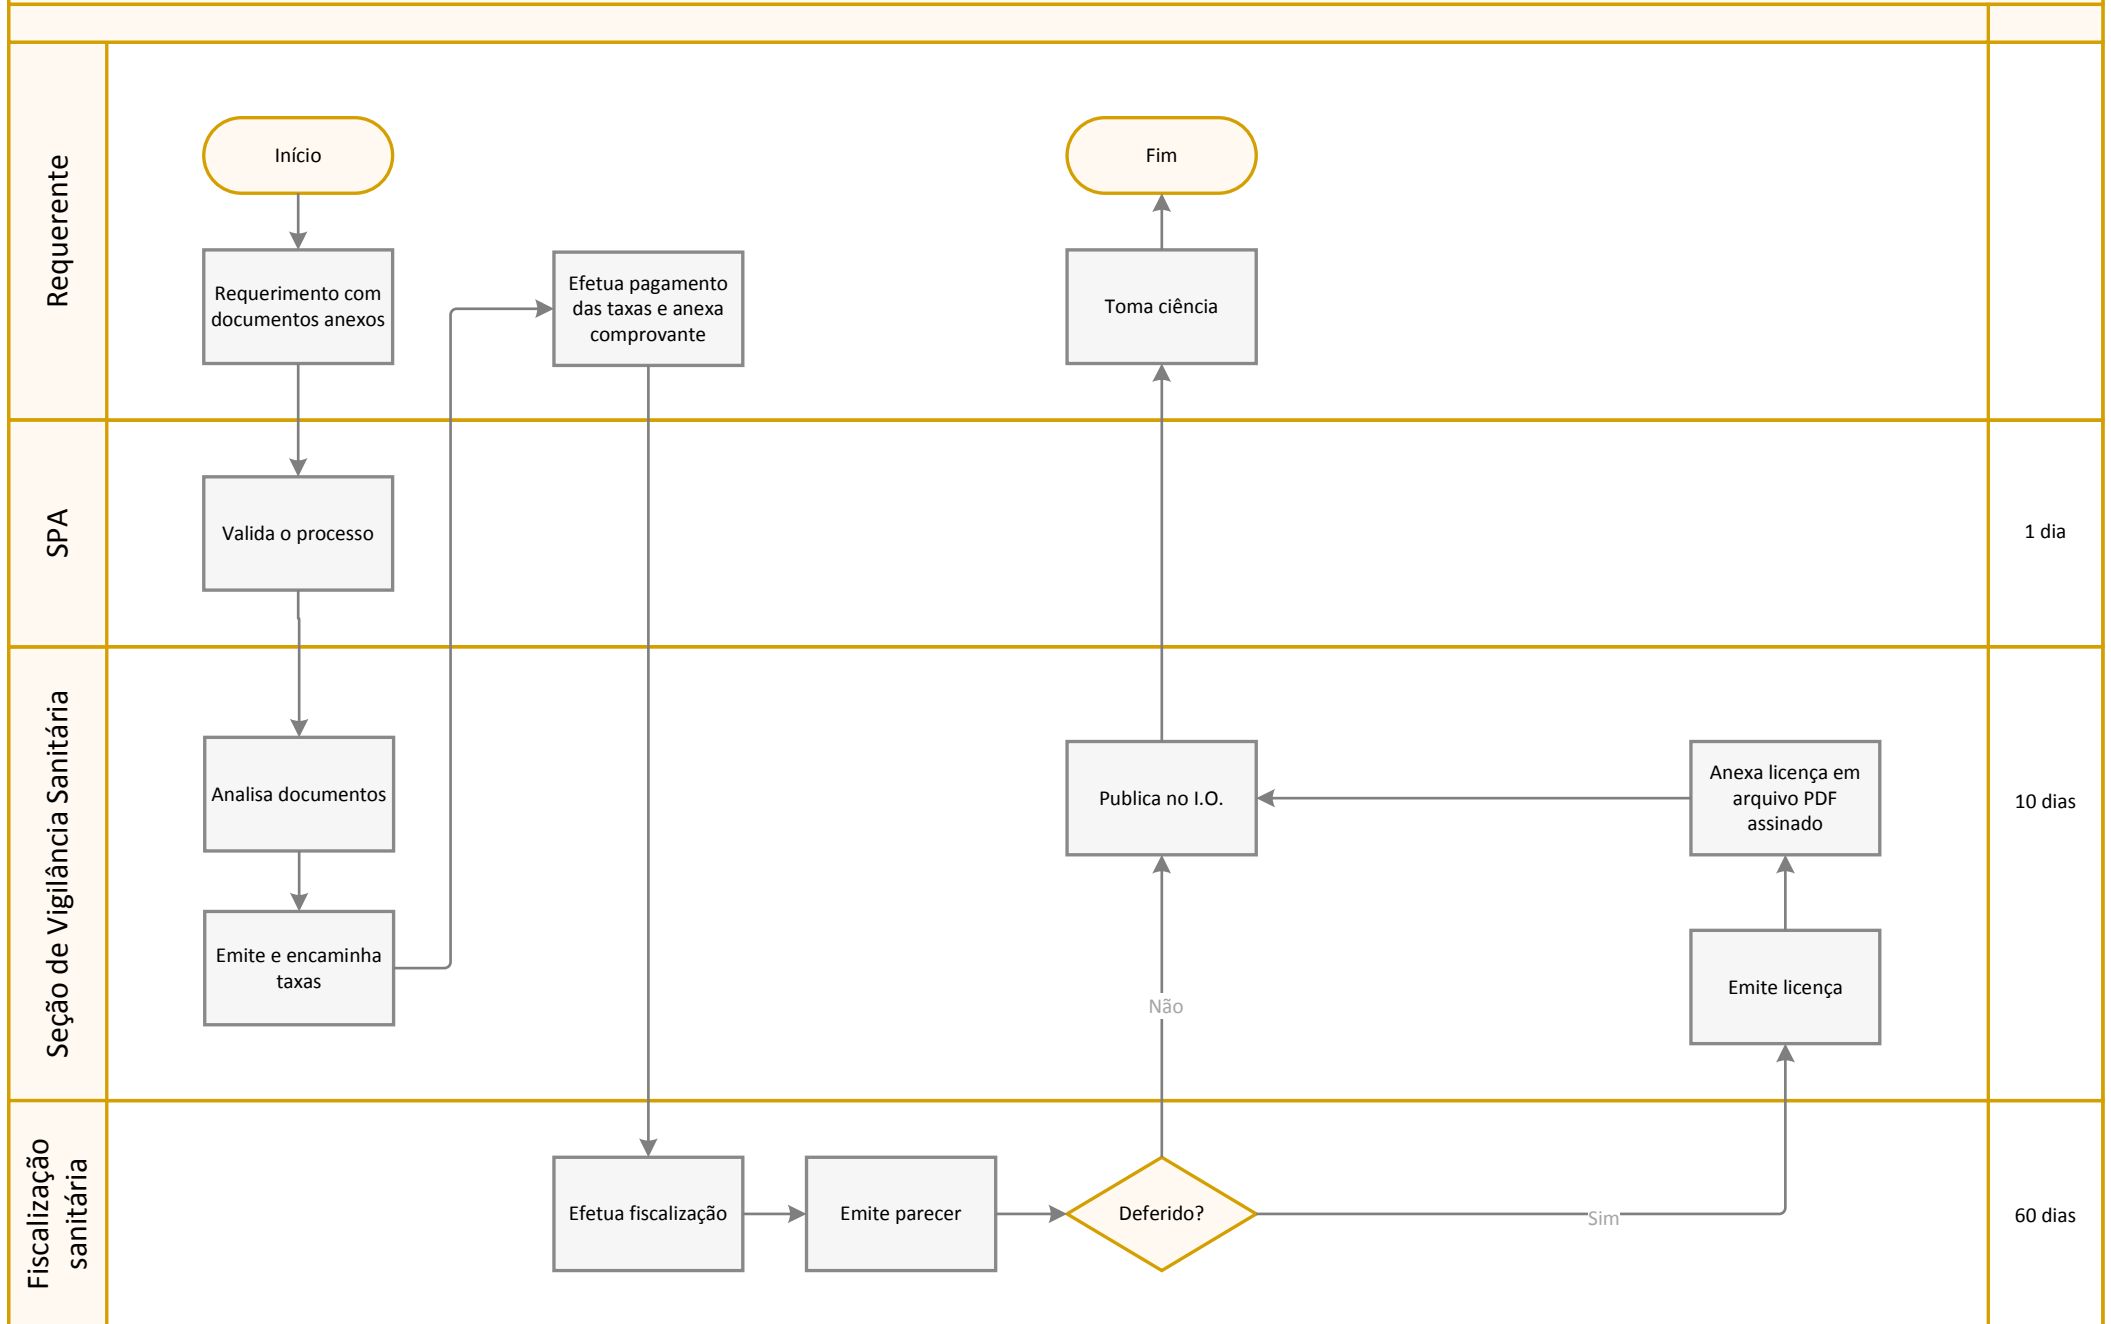 Requerente
Início
Fim
Requerimento com
documentos anexos
Efetua pagamento
das taxas e anexa
comprovante
Toma ciência
SPA
Valida o processo
1 dia
Seção de Vigilância Sanitária
Analisa documentos
Publica no I.O.
Anexa licença em
arquivo PDF
assinado
10 dias
Emite e encaminha
taxas
Não
Emite licença
Fiscalização
sanitária
Efetua fiscalização
Emite parecer
Deferido?
Sim
60 dias